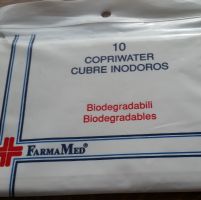 10
COPRIWATER
CUBRE INODOROS
Biodegradabili
Biodegradables
FARMAMED®